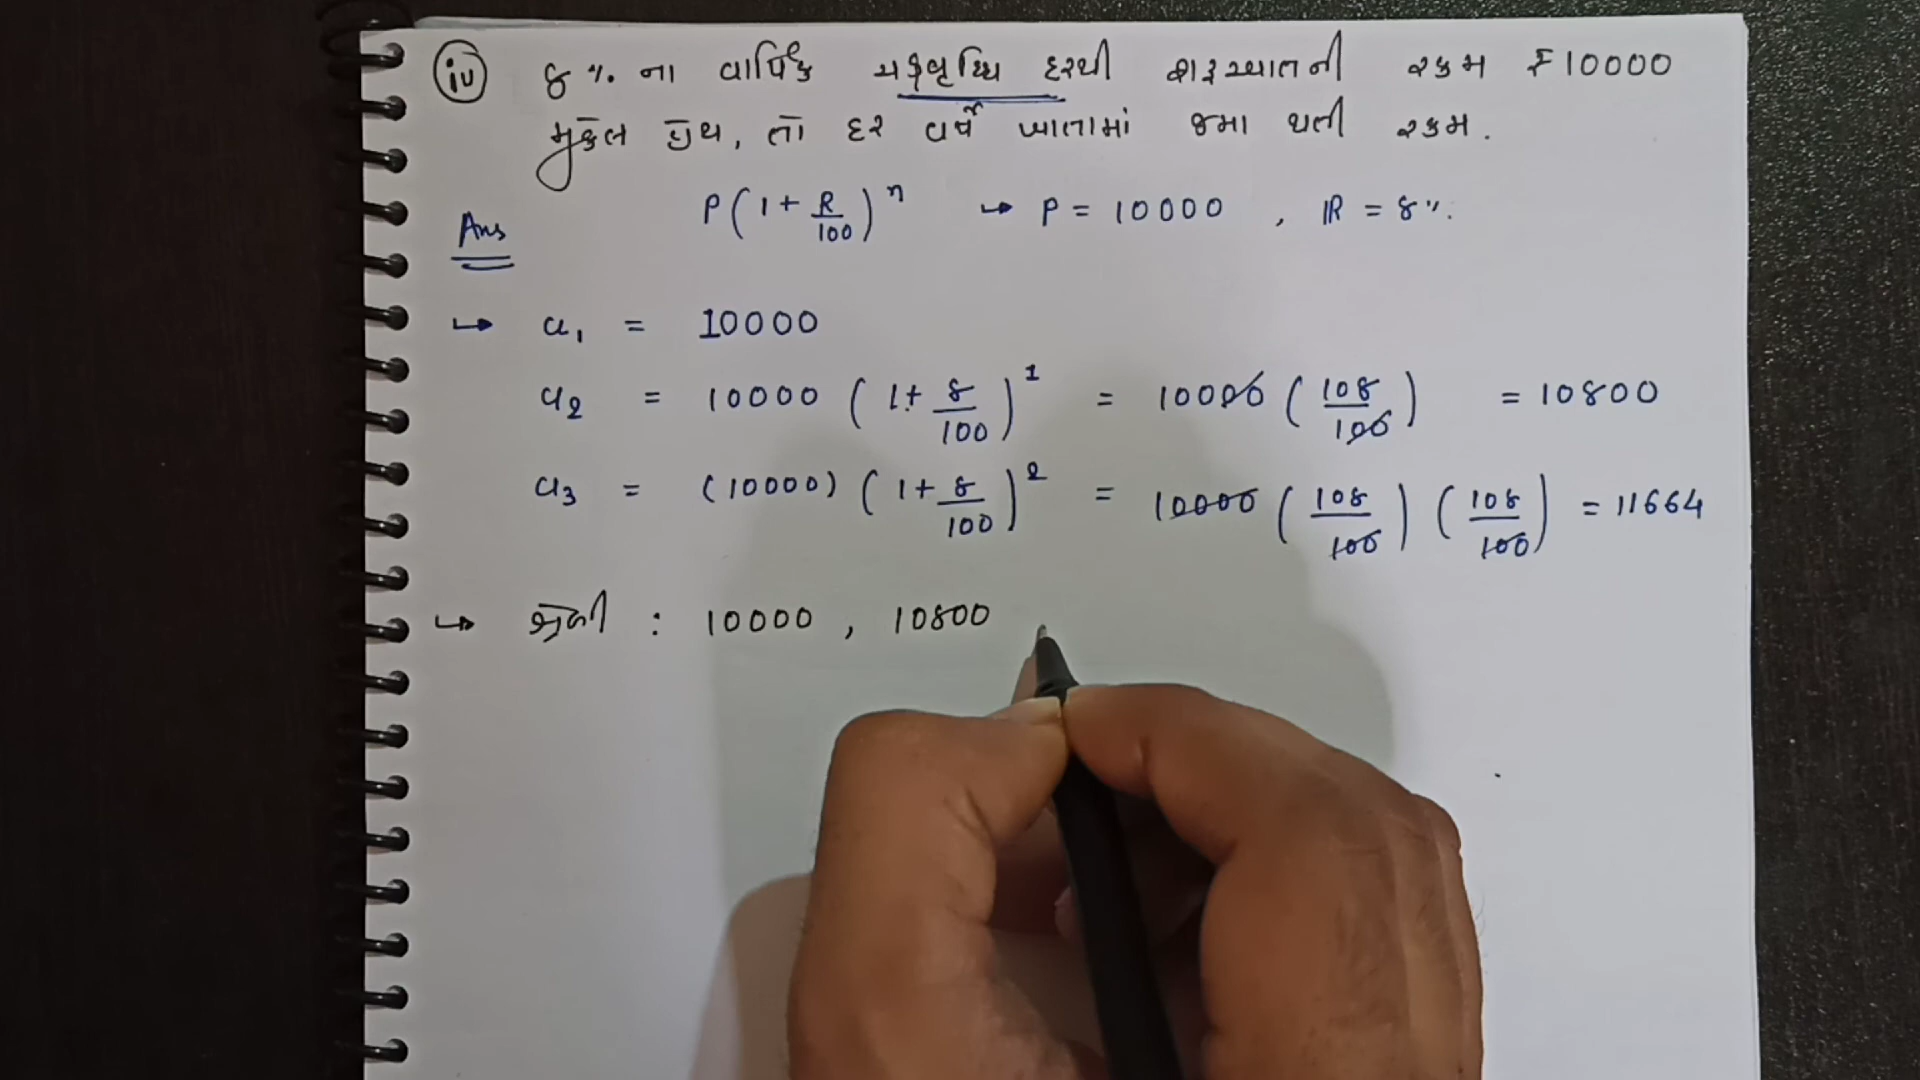 (iv) 8 % ના વાર્ષિક ચક્રવૃધ્ધિ દરથી શરૂઆતની રકમ ₹10000
મુકેલ હોય, તો દર વર્ષે ખાતામાં જમા થતી રકમ.
Ans P(1+R/100)^n ↪ P = 10000 , R = 8%.
↪ a₁ = 10000
a₂ = 10000 (1+8/100)^1 = 10000 (108/100) = 10800
a₃ = (10000) (1+8/100)^2 = 10000 (108/100) (108/100) = 11664
↪ શ્રેણી : 10000 , 10800